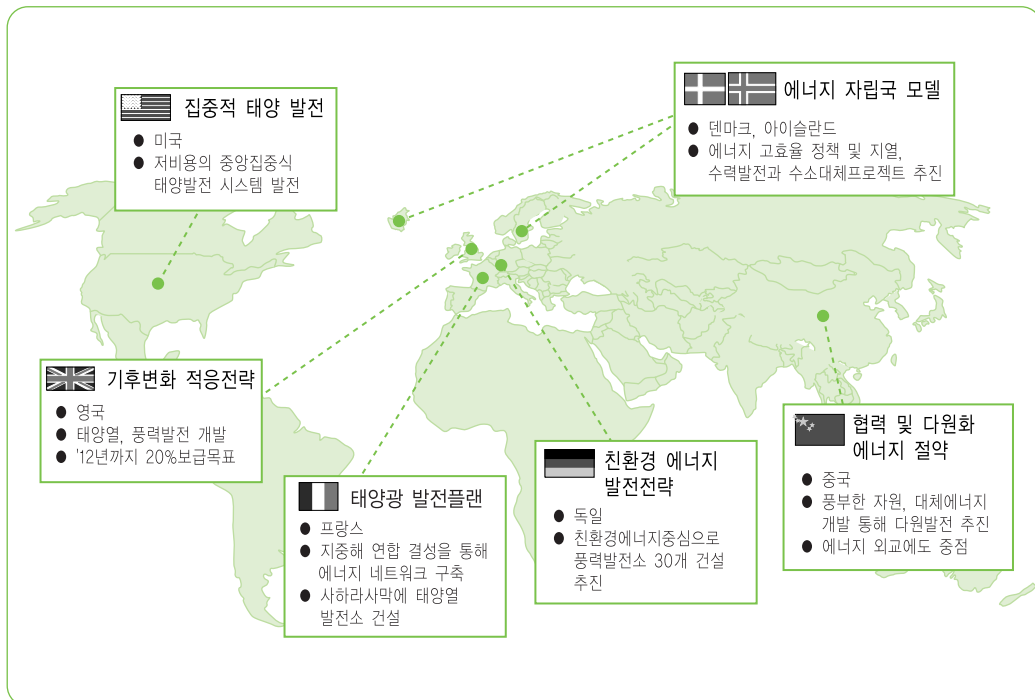 집중적 태양 발전
● 미국
● 저비용의 중앙집중식
태양발전 시스템 발전
에너지 자립국 모델
● 덴마크, 아이슬란드
● 에너지 고효율 정책 및 지열,
수력발전과 수소대체프로젝트 추진
기후변화 적응전략
● 영국
● 태양열, 풍력발전 개발
● '12년까지 20%보급목표
태양광 발전플랜
● 프랑스
● 지중해 연합 결성을 통해
에너지 네트워크 구축
● 사하라사막에 태양열
발전소 건설
친환경 에너지
발전전략
● 독일
● 친환경에너지중심으로
풍력발전소 30개 건설
추진
협력 및 다원화
에너지 절약
● 중국
● 풍부한 자원, 대체에너지
개발 통해 다원발전 추진
● 에너지 외교에도 중점